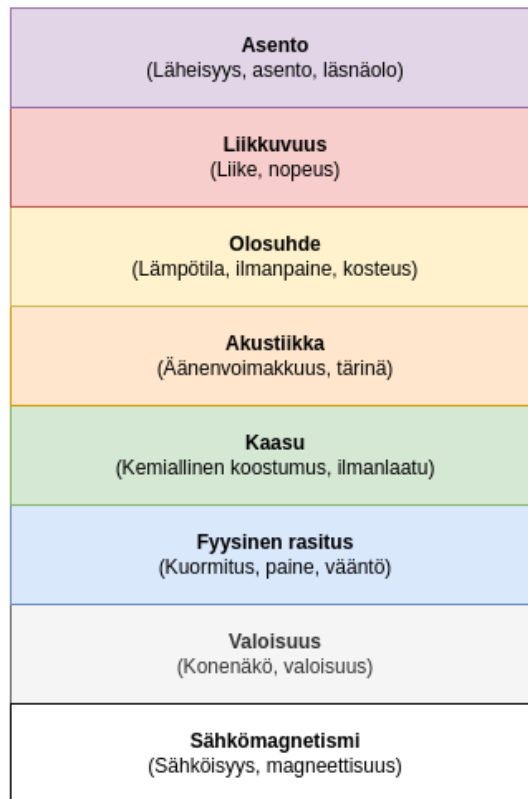 Asento
(Läheisyys, asento, läsnäolo)
Liikkuvuus
(Liike, nopeus)
Olosuhde
(Lämpötila, ilmanpaine, kosteus)
Akustiikka
(Äänenvoimakkuus, tärinä)
Kaasu
(Kemiallinen koostumus, ilmanlaatu)
Fyysinen rasitus
(Kuormitus, paine, vääntö)
Valoisuus
(Konenäkö, valoisuus)
Sähkömagnetismi
(Sähköisyys, magneettisuus)